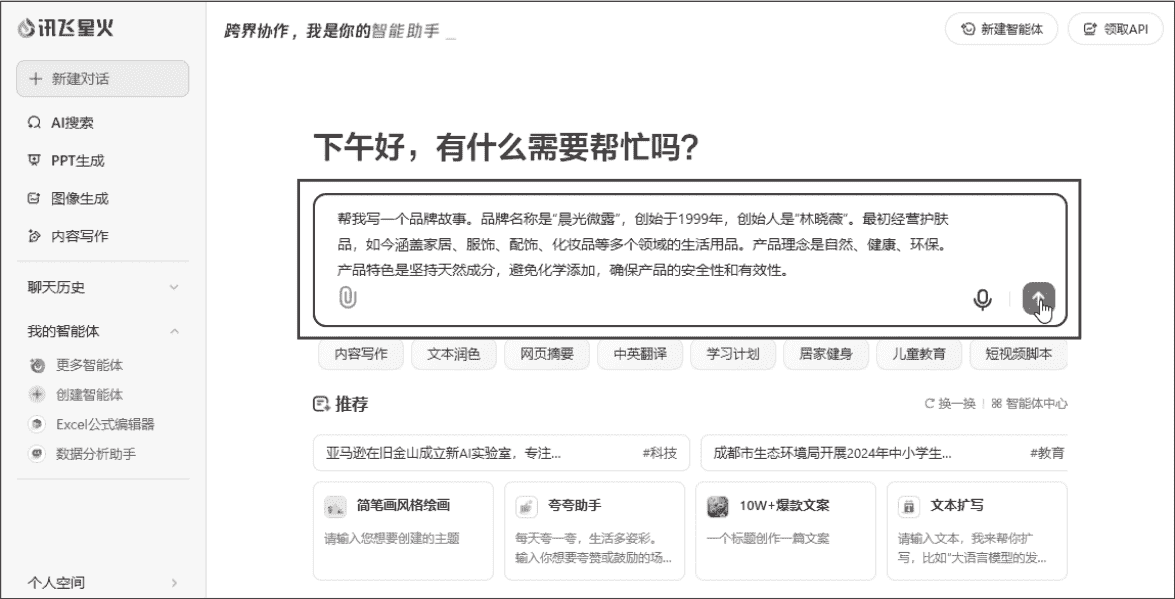 讯飞星火
新建对话
AI搜索
PPT生成
图像生成
内容写作
聊天历史
我的智能体
更多智能体
创建智能体
Excel公式编辑器
数据分析助手
个人空间
跨界协作，我是你的智能助手 _
新建智能体
领取API
下午好，有什么需要帮忙吗?
帮我写一个品牌故事。品牌名称是“晨光微露”，创始于1999年，创始人是“林晓薇”。最初经营护肤
品，如今涵盖家居、服饰、配饰、化妆品等多个领域的生活用品。产品理念是自然、健康、环保。
产品特色是坚持天然成分，避免化学添加，确保产品的安全性和有效性。
内容写作 文本润色 网页摘要 中英翻译 学习计划 居家健身 儿童教育 短视频脚本
推荐
换一换 智能体中心
亚马逊在旧金山成立新AI实验室，专注... #科技
成都市生态环境局开展2024年中小学生... #教育
简笔画风格绘画
请输入您想要创建的主题
夸夸助手
每天夸一夸，生活多姿彩。
输入你想要夸赞或鼓励的场...
10W+爆款文案
一个标题创作一篇文案
文本扩写
请输入文本，我来帮你扩
写，比如“大语言模型的发...